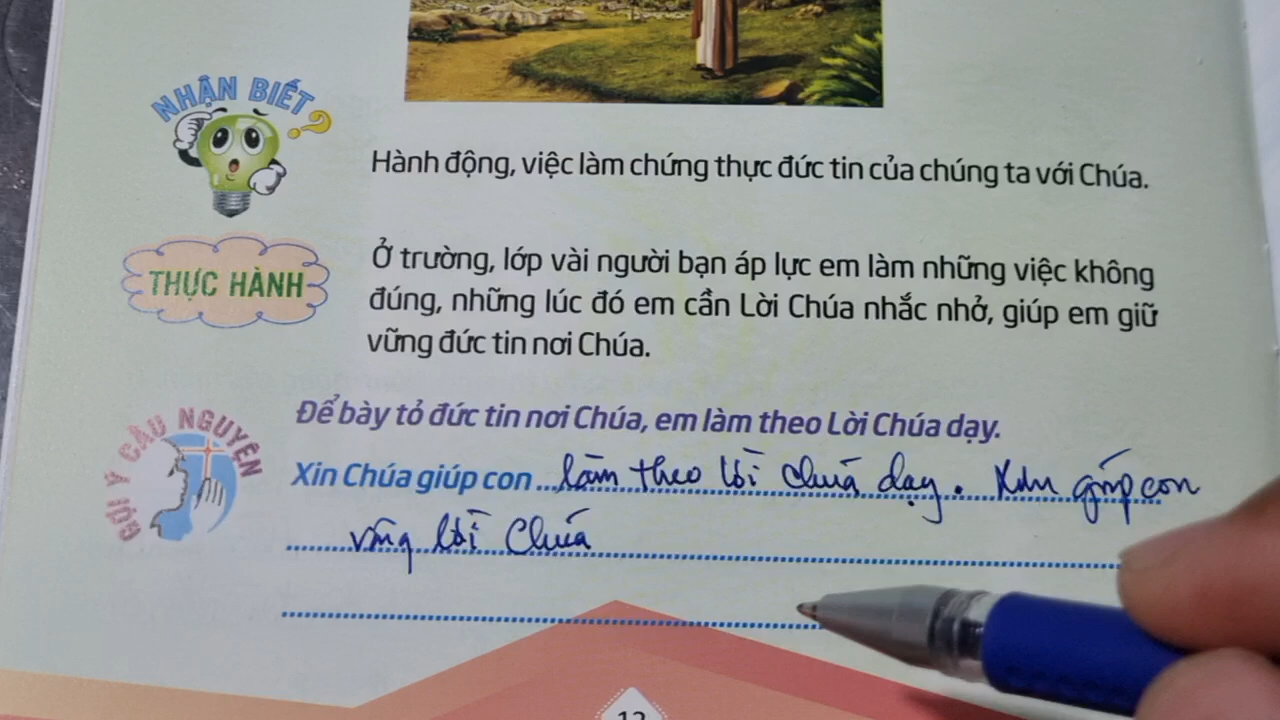 NHẬN BIẾT ?
Hành động, việc làm chứng thực đức tin của chúng ta với Chúa.
THỰC HÀNH
Ở trường, lớp vài người bạn áp lực em làm những việc không
đúng, những lúc đó em cần Lời Chúa nhắc nhở, giúp em giữ
vững đức tin nơi Chúa.
GỢI Ý CẦU NGUYỆN
Để bày tỏ đức tin nơi Chúa, em làm theo Lời Chúa dạy.
Xin Chúa giúp con làm theo lời Chúa dạy. giúp con
lời Chúa